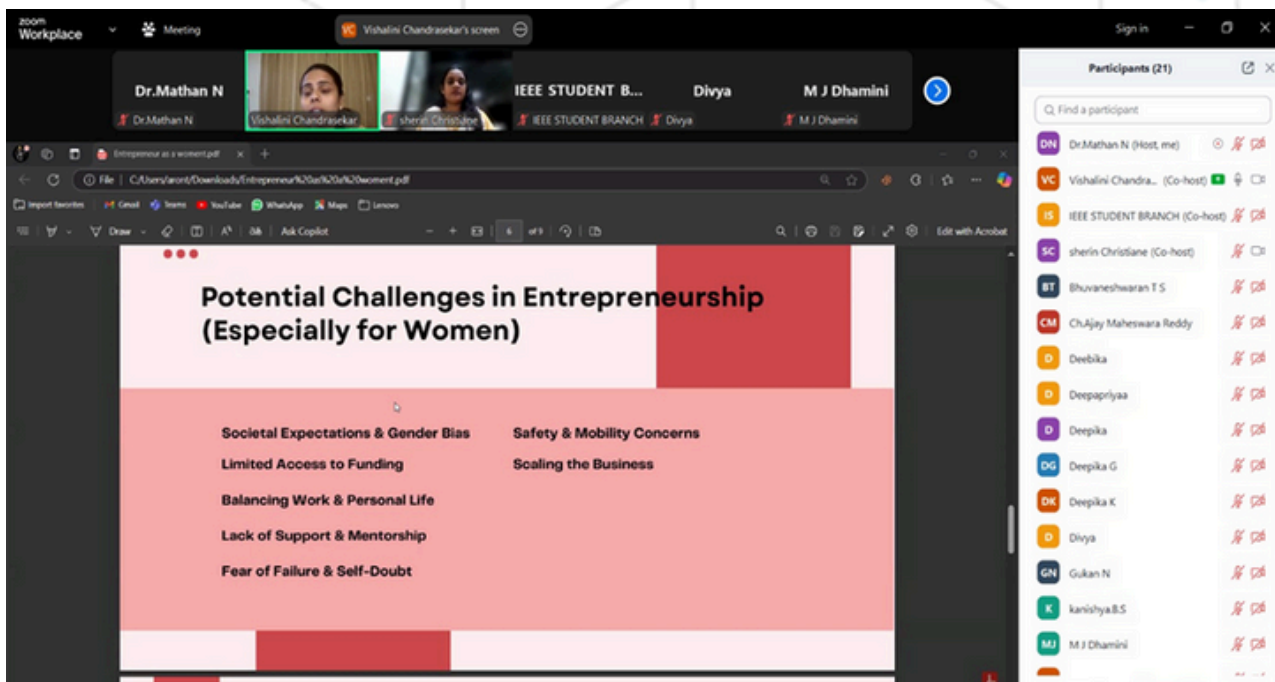 zoom
Workplace
Meeting
Vishalini Chandrasekar's screen
Sign in
Dr.Mathan N
IEEE STUDENT B...
Divya
M J Dhamini
Dr.Mathan N
Vishalini Chandrasekar
sherin Christiane
IEEE STUDENT BRANCH
Divya
M J Dhamini
Entrepreneur as a woment.pdf
File
C:/Users/aront/Downloads/Entrepreneur%20as%20a%20woment.pdf
Import favorites
Gmail
Teams
YouTube
WhatsApp
Maps
Lenovo
Draw
Ask Copilot
6
of 9
Edit with Acrobat
Potential Challenges in Entrepreneurship
(Especially for Women)
Societal Expectations & Gender Bias
Limited Access to Funding
Balancing Work & Personal Life
Lack of Support & Mentorship
Fear of Failure & Self-Doubt
Safety & Mobility Concerns
Scaling the Business
Participants (21)
Find a participant
DN Dr.Mathan N (Host, me)
VC Vishalini Chandra... (Co-host)
IS IEEE STUDENT BRANCH (Co-host)
SC sherin Christiane (Co-host)
BT Bhuvaneshwaran T S
CM Ch.Ajay Maheswara Reddy
D Deebika
D Deepapriyaa
D Deepika
DG Deepika G
DK Deepika K
D Divya
GN Gukan N
K kanishya.B.S
MJ M J Dhamini